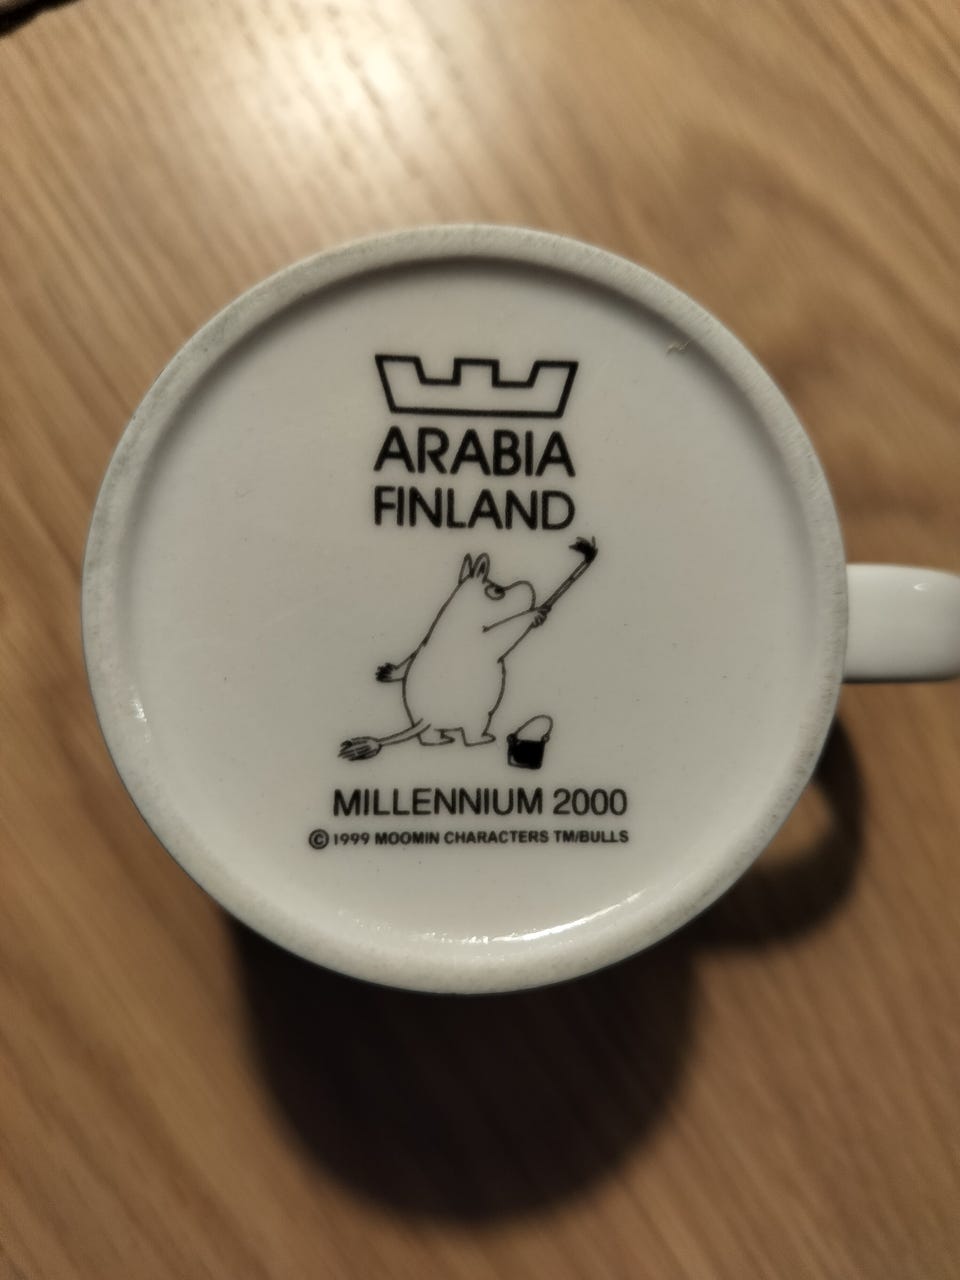 ARABIA
FINLAND
MILLENNIUM 2000
© 1999 MOOMIN CHARACTERS TM/BULLS